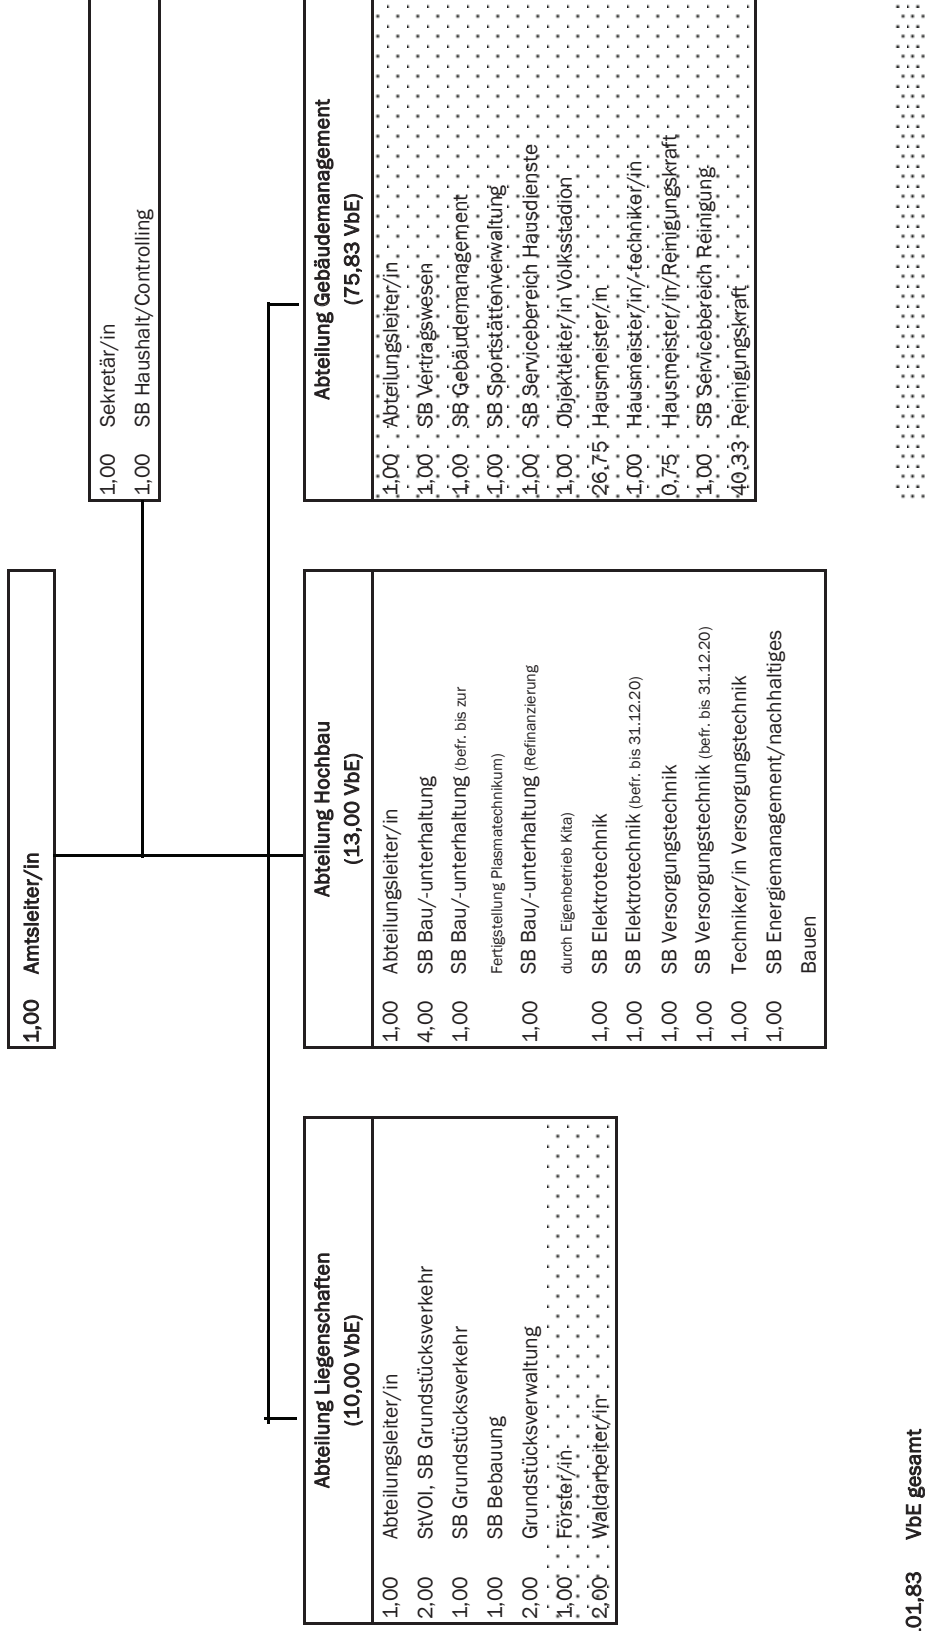 1,00 Amtsleiter/in
1,00 Sekretär/in
1,00 SB Haushalt/Controlling
Abteilung Liegenschaften
(10,00 VbE)
1,00 Abteilungsleiter/in
2,00 StVOI, SB Grundstücksverkehr
1,00 SB Grundstücksverkehr
1,00 SB Bebauung
2,00 Grundstücksverwaltung
1,00 Förster/in
2,00 Waldarbeiter/in
Abteilung Hochbau
(13,00 VbE)
1,00 Abteilungsleiter/in
4,00 SB Bau/-unterhaltung
1,00 SB Bau/-unterhaltung (befr. bis zur
Fertigstellung Plasmatechnikum)
1,00 SB Bau/-unterhaltung (Refinanzierung
durch Eigenbetrieb Kita)
1,00 SB Elektrotechnik
1,00 SB Elektrotechnik (befr. bis 31.12.20)
1,00 SB Versorgungstechnik
1,00 SB Versorgungstechnik (befr. bis 31.12.20)
1,00 Techniker/in Versorgungstechnik
1,00 SB Energiemanagement/nachhaltiges
Bauen
Abteilung Gebäudemanagement
(75,83 VbE)
1,00 Abteilungsleiter/in
1,00 SB Vertragswesen
1,00 SB Gebäudemanagement
1,00 SB Sportstättenverwaltung
1,00 SB Servicebereich Hausdienste
1,00 Objektleiter/in Volksstadion
26,75 Hausmeister/in
1,00 Hausmeister/in/-techniker/in
0,75 Hausmeister/in/Reinigungskraft
1,00 SB Servicebereich Reinigung
40,33 Reinigungskraft
01,83 VbE gesamt